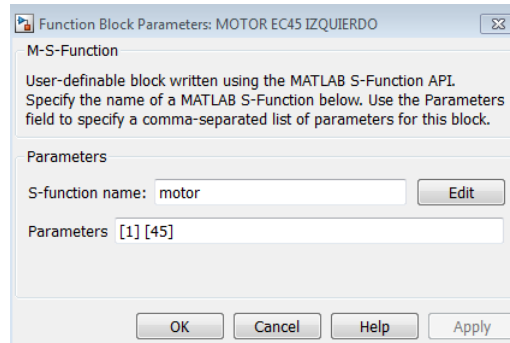 Function Block Parameters: MOTOR EC45 IZQUIERDO
M-S-Function
User-definable block written using the MATLAB S-Function API.
Specify the name of a MATLAB S-Function below. Use the Parameters
field to specify a comma-separated list of parameters for this block.
Parameters
S-function name: motor Edit
Parameters [1] [45]
OK Cancel Help Apply